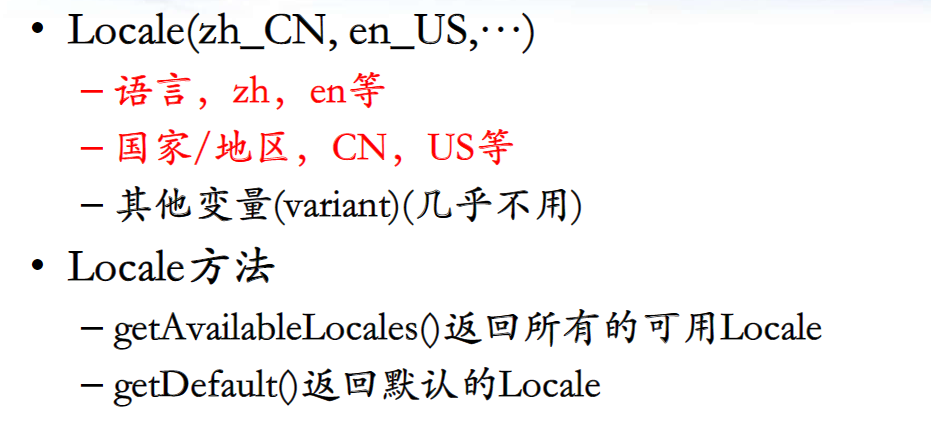 • Locale(zh_CN, en_US,…)
– 语言，zh，en等
– 国家/地区，CN，US等
– 其他变量(variant)(几乎不用)
• Locale方法
– getAvailableLocales()返回所有的可用Locale
– getDefault()返回默认的Locale